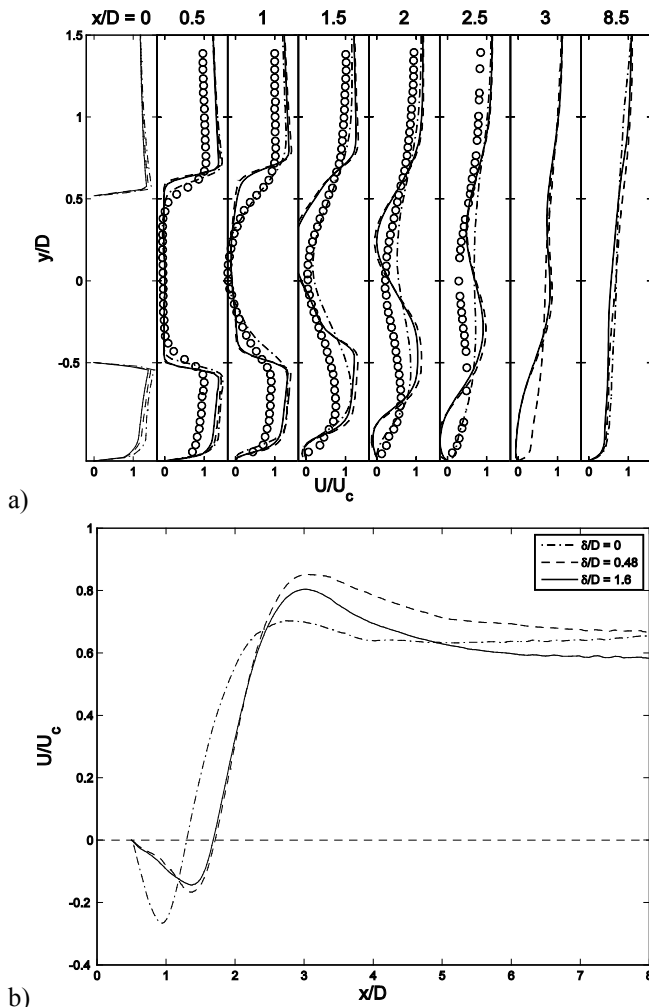 x/D = 0 0.5 1 1.5 2 2.5 3 8.5
1.5
1
0.5
0
-0.5
y/D
0 1 0 1 0 1 0 1 0 1 0 1 0 1 0 1
U/Uc
a)
1
0.8
0.6
0.4
0.2
0
-0.2
-0.4
U/Uc
δ/D = 0
δ/D = 0.48
δ/D = 1.6
0 1 2 3 4 5 6 7 8
x/D
b)